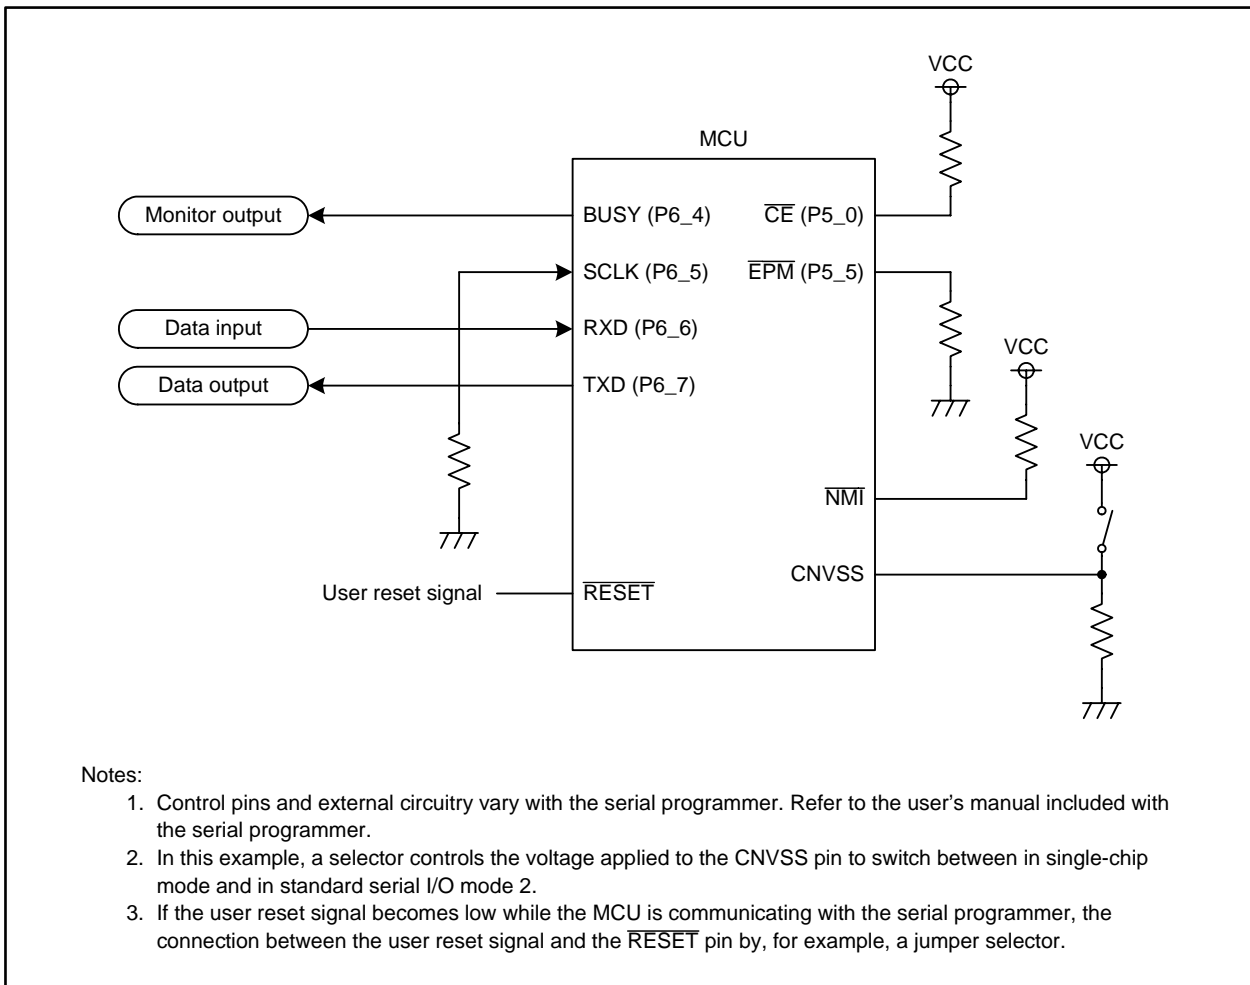 VCC
MCU
Monitor output
BUSY (P6_4)
CE (P5_0)
SCLK (P6_5)
EPM (P5_5)
Data input
RXD (P6_6)
VCC
Data output
TXD (P6_7)
VCC
NMI
CNVSS
User reset signal
RESET
Notes:
1. Control pins and external circuitry vary with the serial programmer. Refer to the user’s manual included with
the serial programmer.
2. In this example, a selector controls the voltage applied to the CNVSS pin to switch between in single-chip
mode and in standard serial I/O mode 2.
3. If the user reset signal becomes low while the MCU is communicating with the serial programmer, the
connection between the user reset signal and the RESET pin by, for example, a jumper selector.